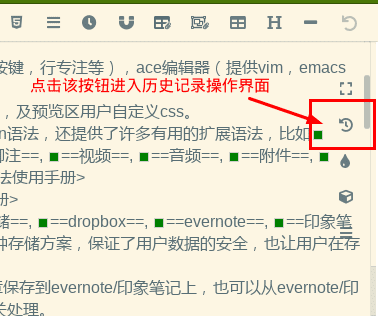 按键，行专注等），ace编辑器（提供vim，emacs
点击该按钮进入历史记录操作界面
，及预览区用户自定义css。
n语法，还提供了许多有用的扩展语法，比如
脚注==, ==视频==, ==音频==, ==附件==,
法使用手册>
册>
储==, ==dropbox==, ==evernote==, ==印象笔
种存储方案，保证了用户数据的安全，也让用户在存
保存到evernote/印象笔记上，也可以从evernote/印
关处理。